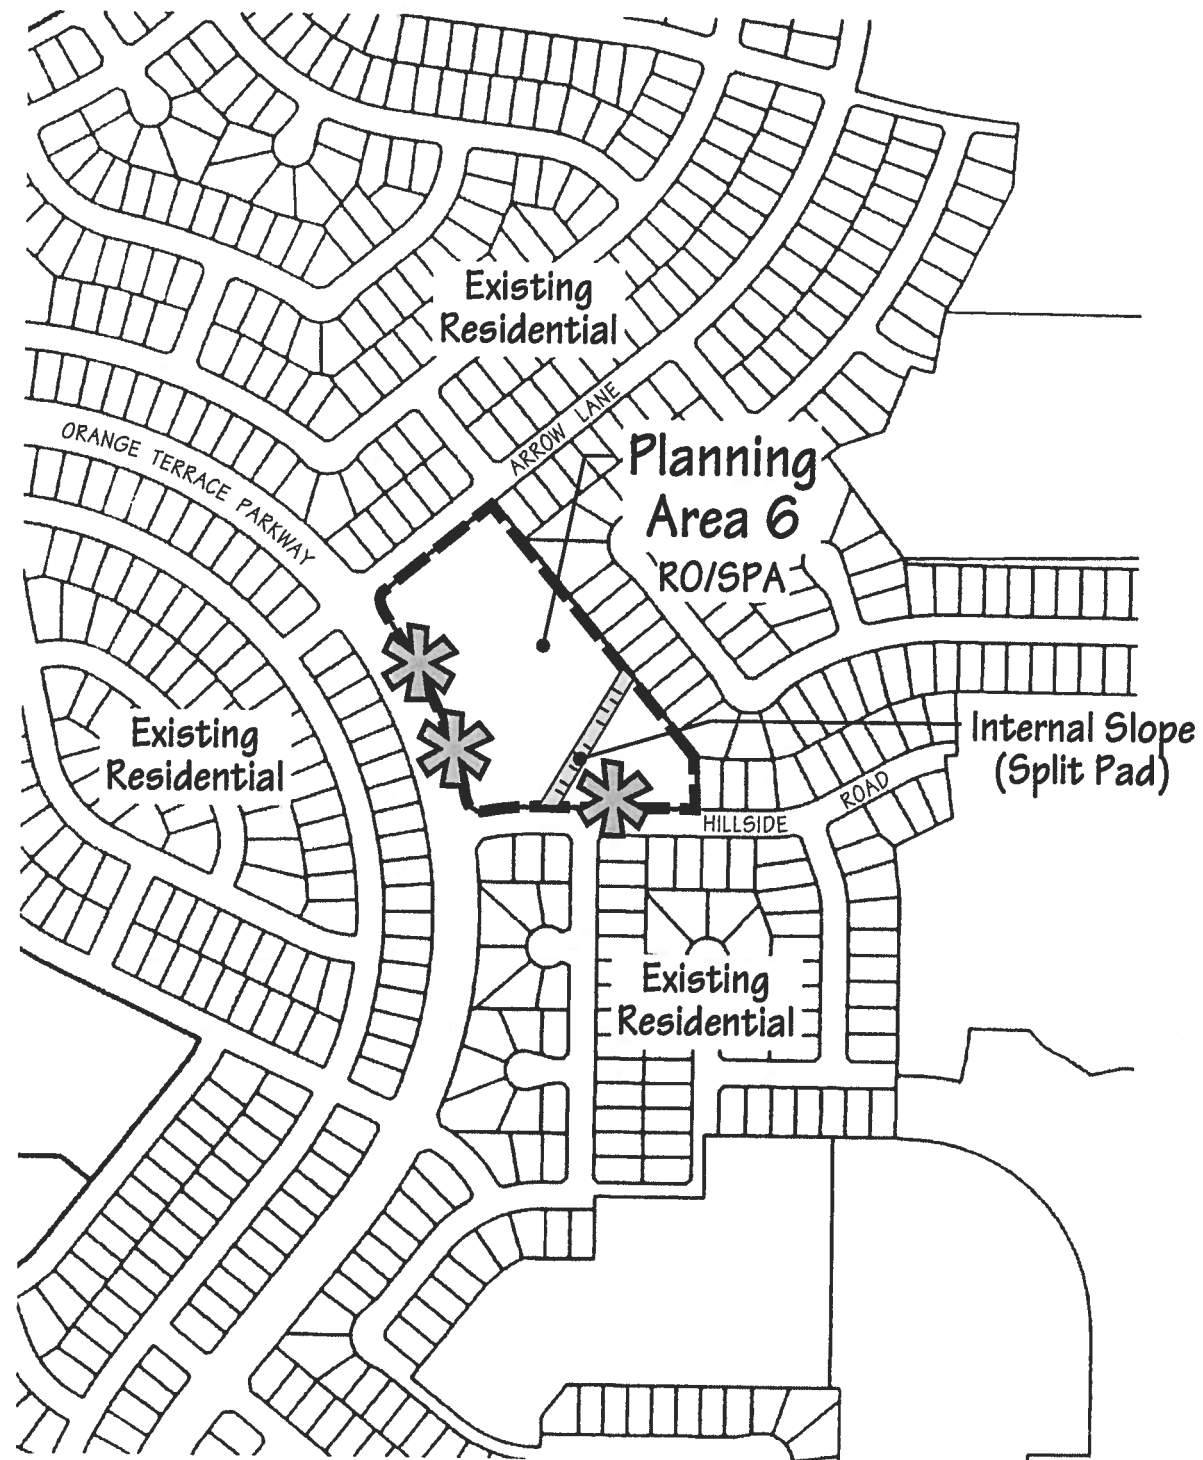 Existing
Residential
ARROW LANE
ORANGE TERRACE PARKWAY
Planning
Area 6
RO/SPA
Existing
Residential
Internal Slope
(Split Pad)
HILLSIDE ROAD
Existing
Residential